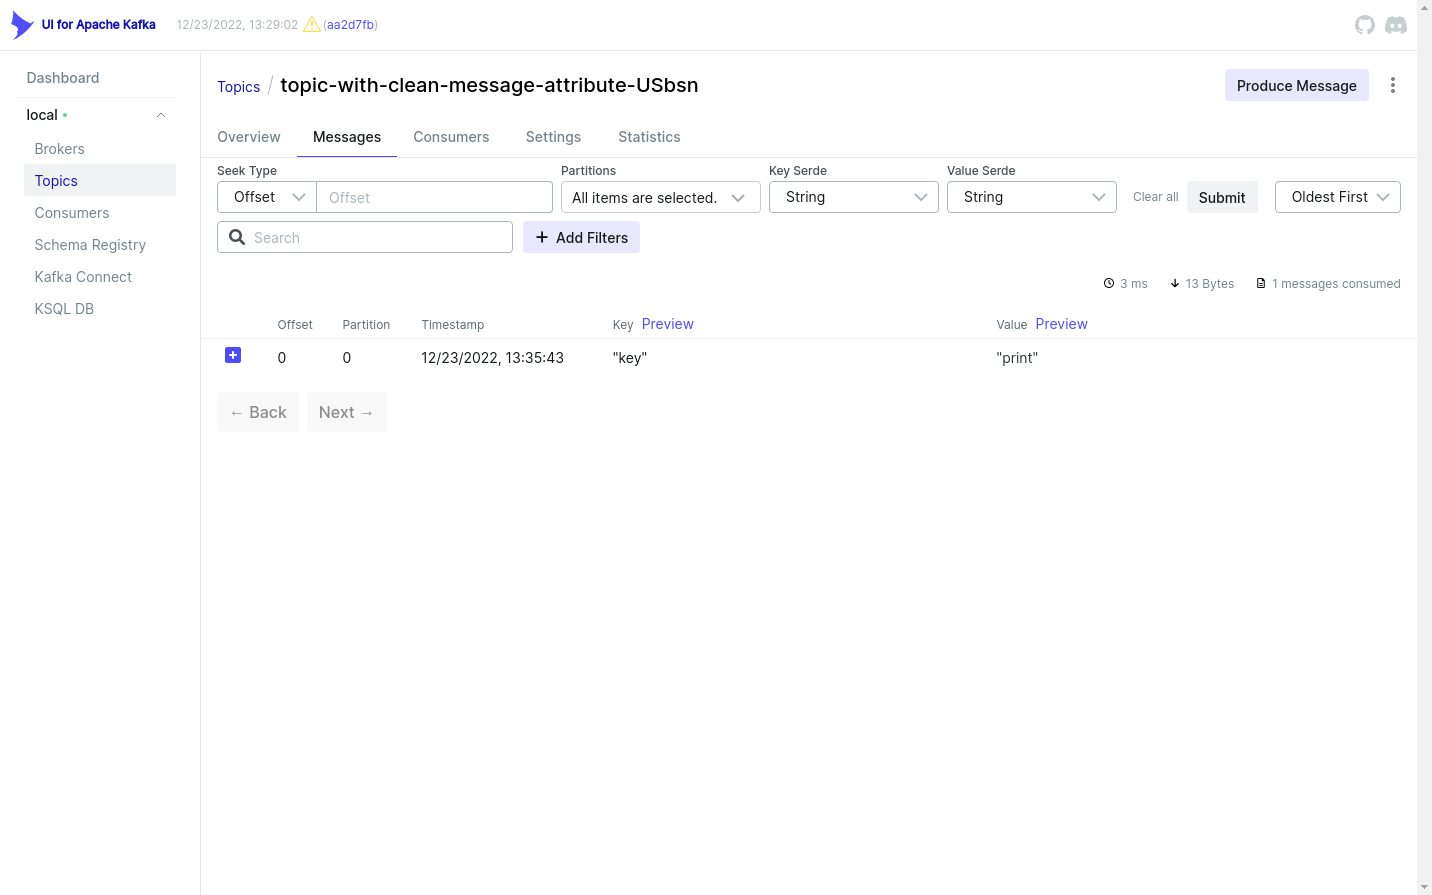 UI for Apache Kafka 12/23/2022, 13:29:02 (aa2d7fb)
Dashboard
local
Brokers
Topics
Consumers
Schema Registry
Kafka Connect
KSQL DB
Topics / topic-with-clean-message-attribute-USbsn Produce Message
Overview Messages Consumers Settings Statistics
Seek Type Partitions Key Serde Value Serde
Offset Offset All items are selected. String String Clear all Submit Oldest First
Search Add Filters
3 ms 13 Bytes 1 messages consumed
Offset Partition Timestamp Key Preview Value Preview
0 0 12/23/2022, 13:35:43 "key" "print"
← Back Next →